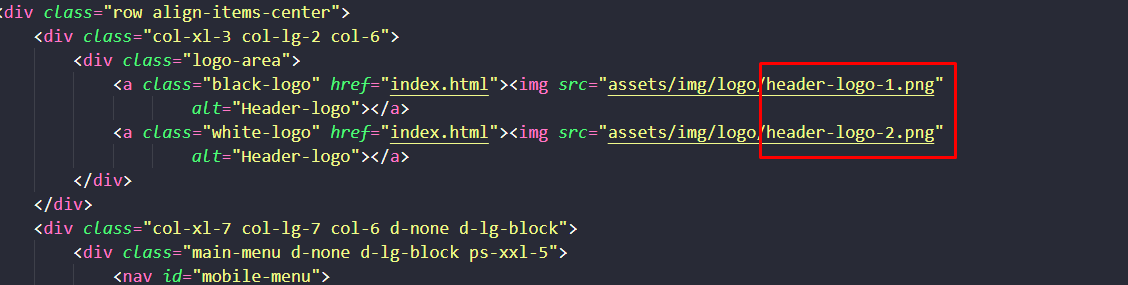 <div class="row align-items-center">
<div class="col-xl-3 col-lg-2 col-6">
<div class="logo-area">
<a class="black-logo" href="index.html"><img src="assets/img/logo/header-logo-1.png"
alt="Header-logo"></a>
<a class="white-logo" href="index.html"><img src="assets/img/logo/header-logo-2.png"
alt="Header-logo"></a>
</div>
</div>
<div class="col-xl-7 col-lg-7 col-6 d-none d-lg-block">
<div class="main-menu d-none d-lg-block ps-xxl-5">
<nav id="mobile-menu">